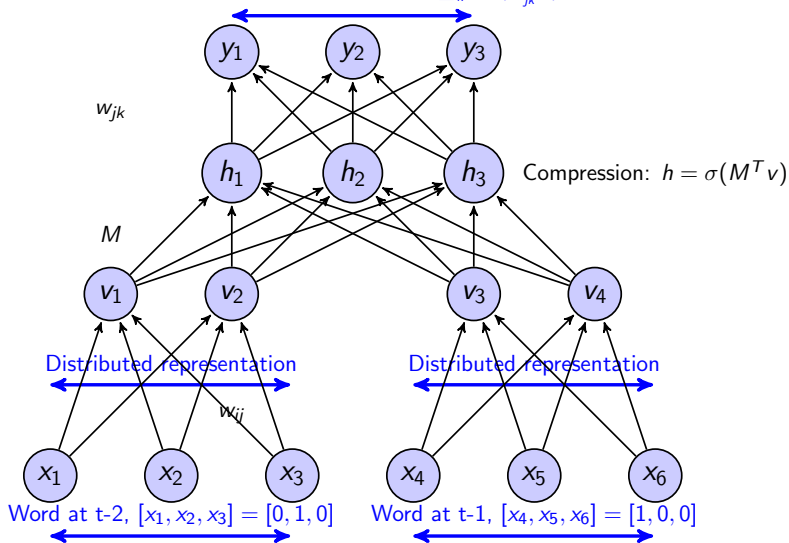 y₁ y₂ y₃
w_jk
h₁ h₂ h₃ Compression: h = σ(Mᵀv)
M
v₁ v₂ v₃ v₄
Distributed representation Distributed representation
w_ij
x₁ x₂ x₃ x₄ x₅ x₆
Word at t-2, [x₁, x₂, x₃] = [0, 1, 0] Word at t-1, [x₄, x₅, x₆] = [1, 0, 0]